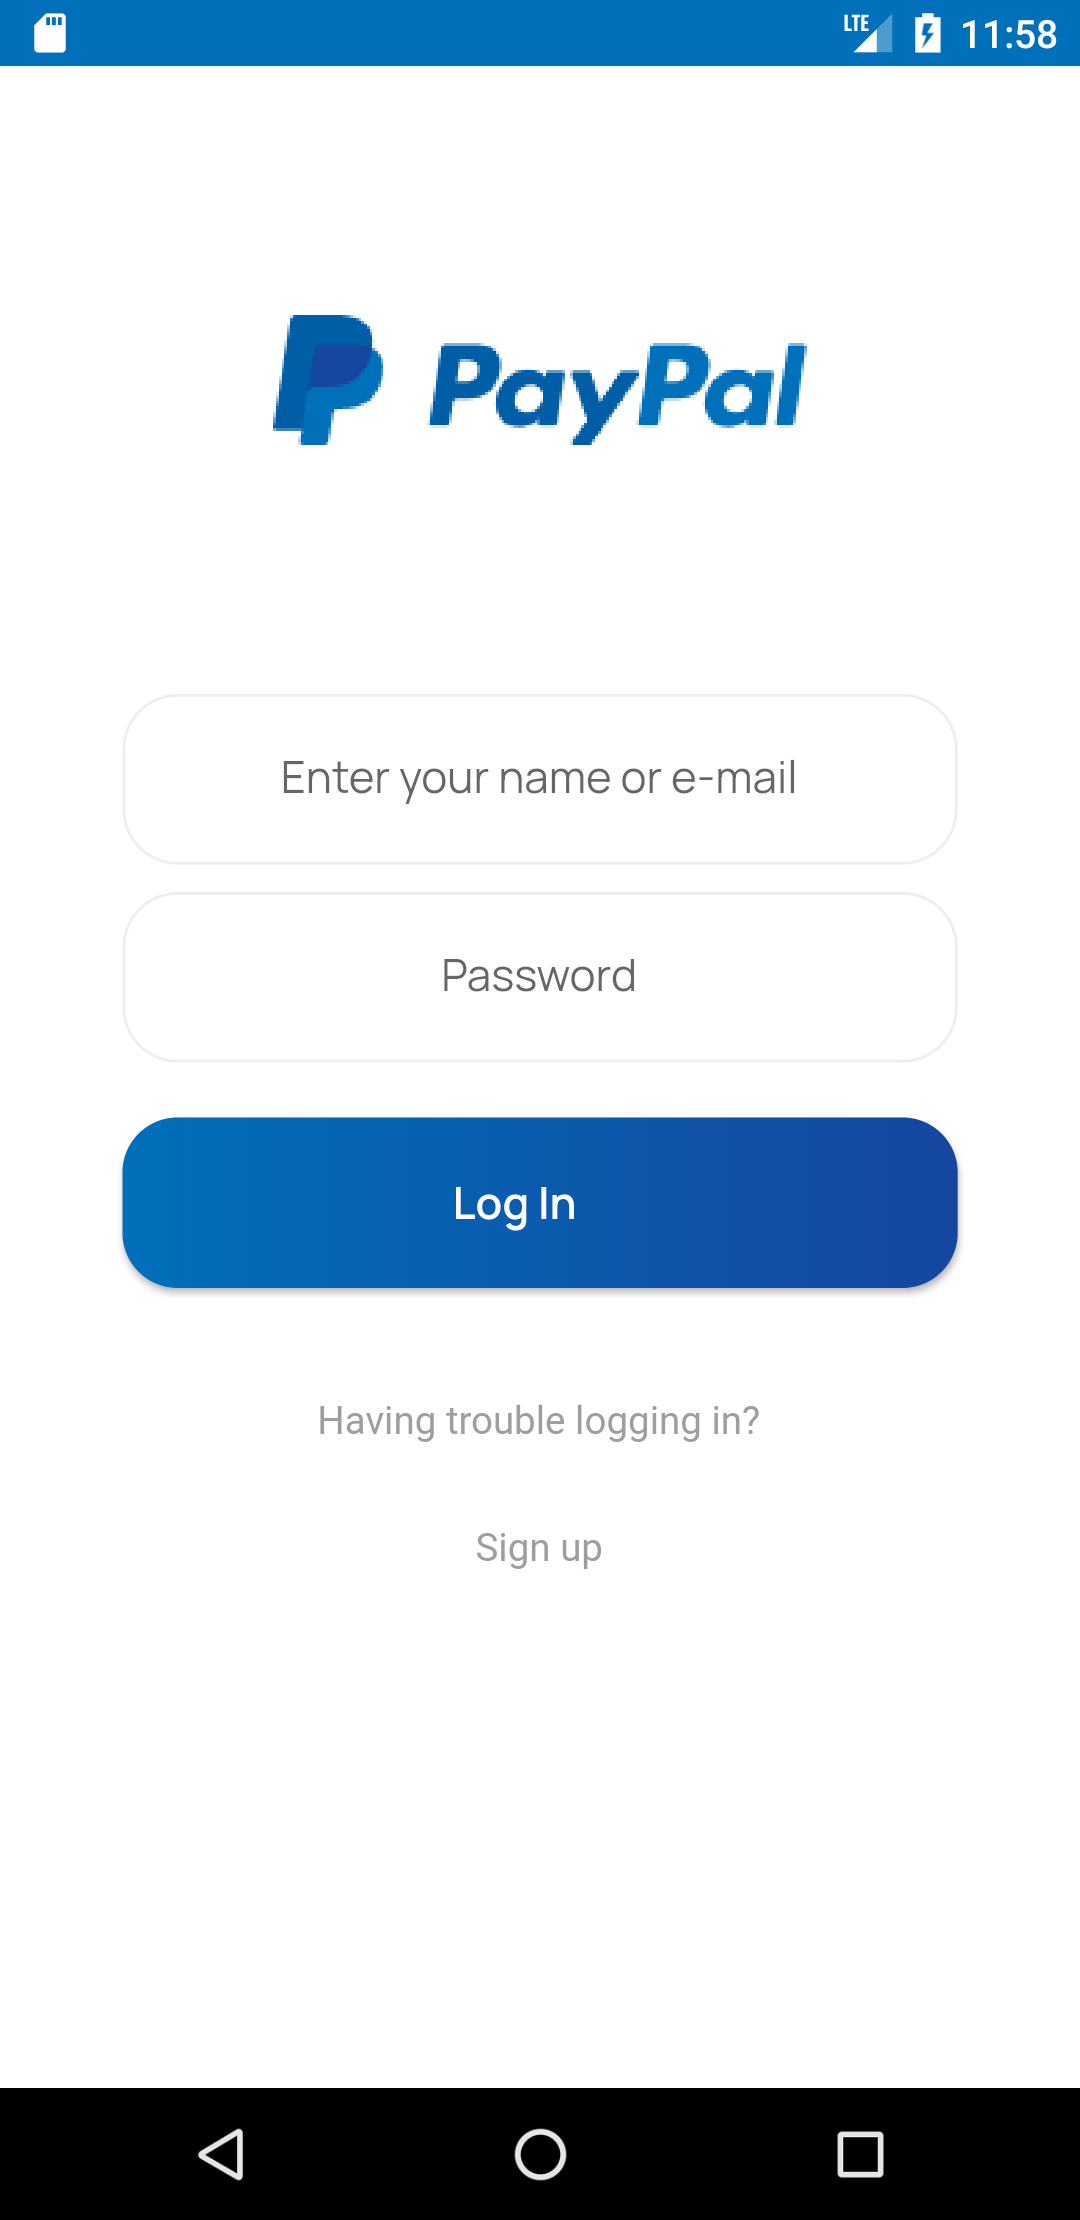 LTE 11:58
PayPal
Enter your name or e-mail
Password
Log In
Having trouble logging in?
Sign up